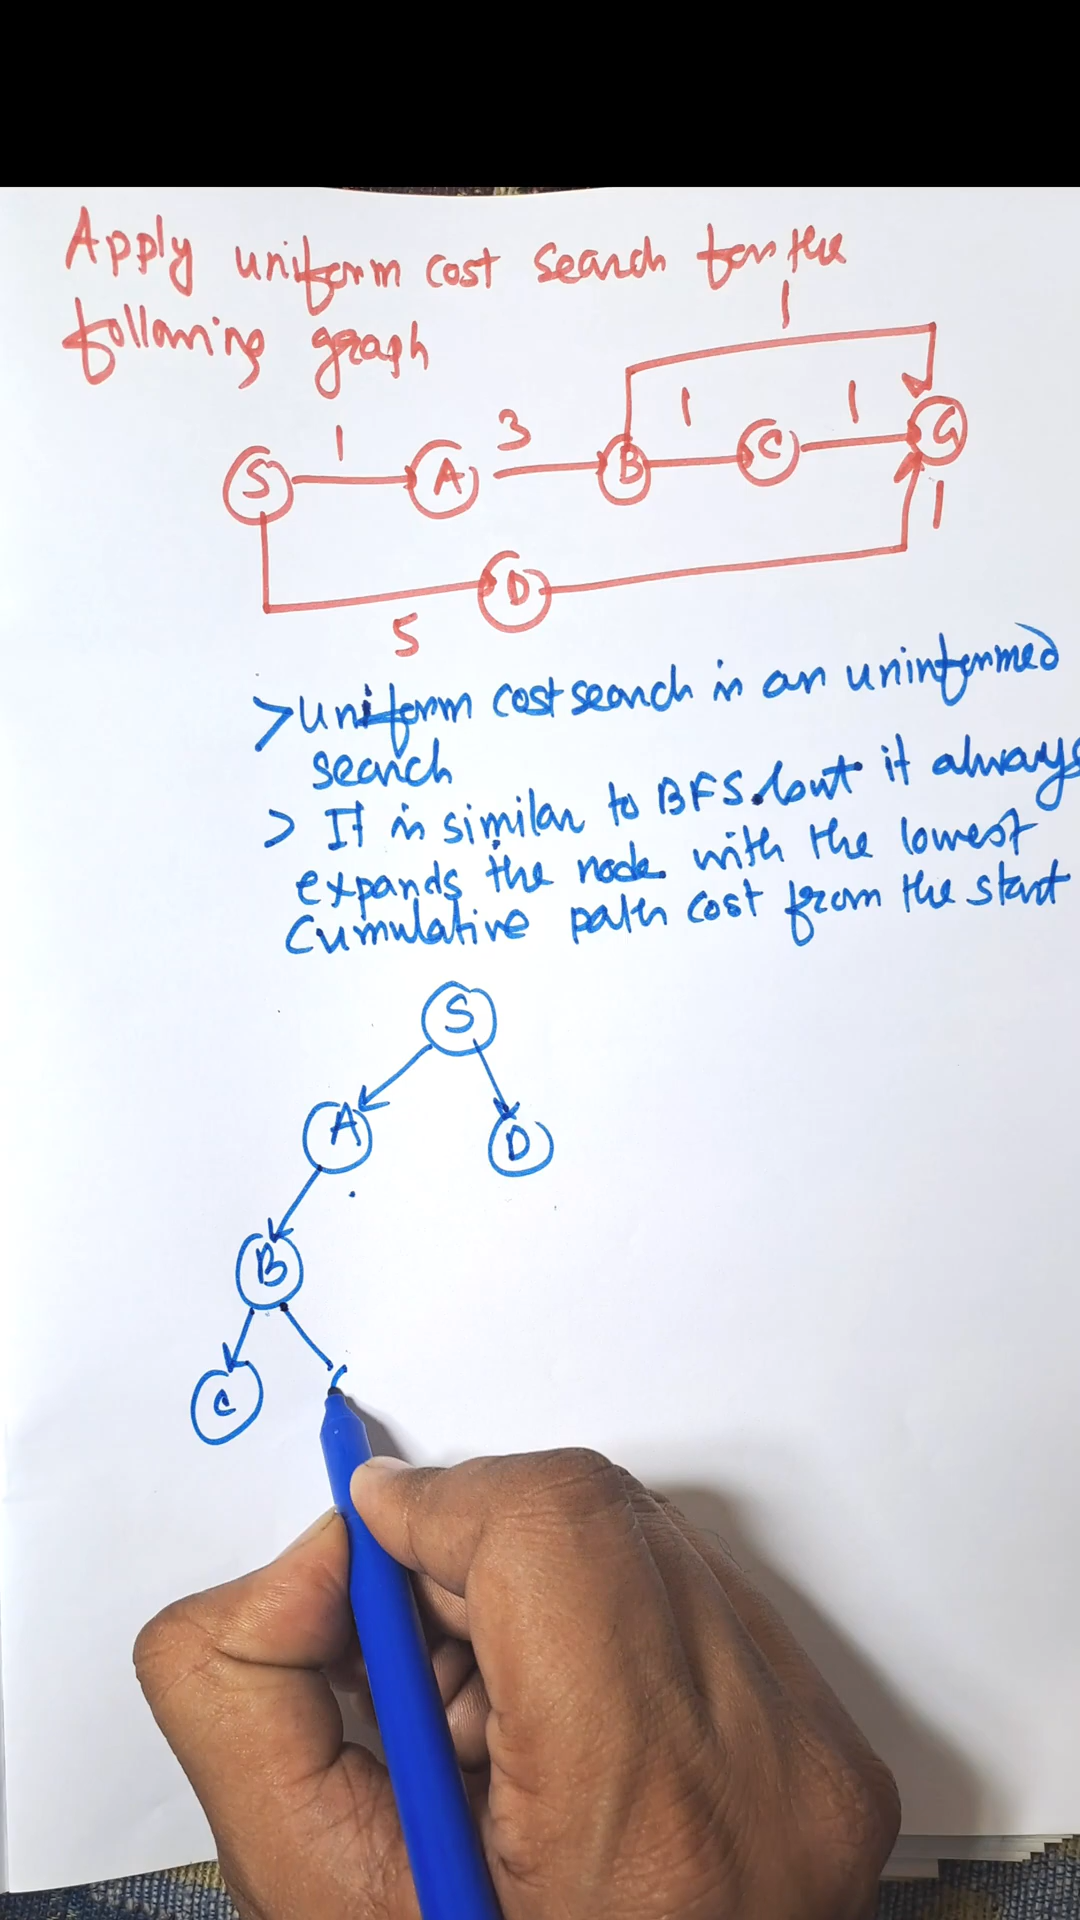 Apply uniform cost search for the
following graph
1
1 3 1 1
S A B C G
1
D
5
>Uniform cost search is an uninformed
search
> It is similar to BFS. but it always
expands the node with the lowest
Cumulative path cost from the start
S
A D
B
C